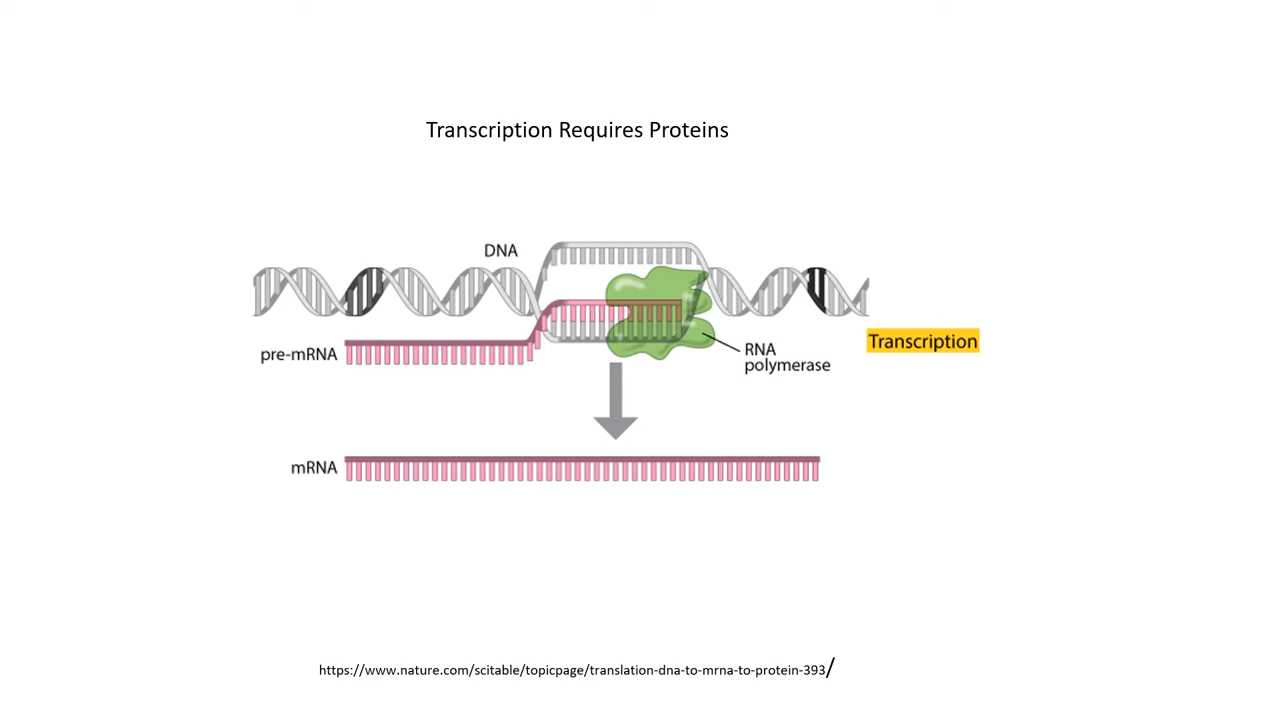 Transcription Requires Proteins
DNA
pre-mRNA
RNA
polymerase
Transcription
mRNA
https://www.nature.com/scitable/topicpage/translation-dna-to-mrna-to-protein-393/